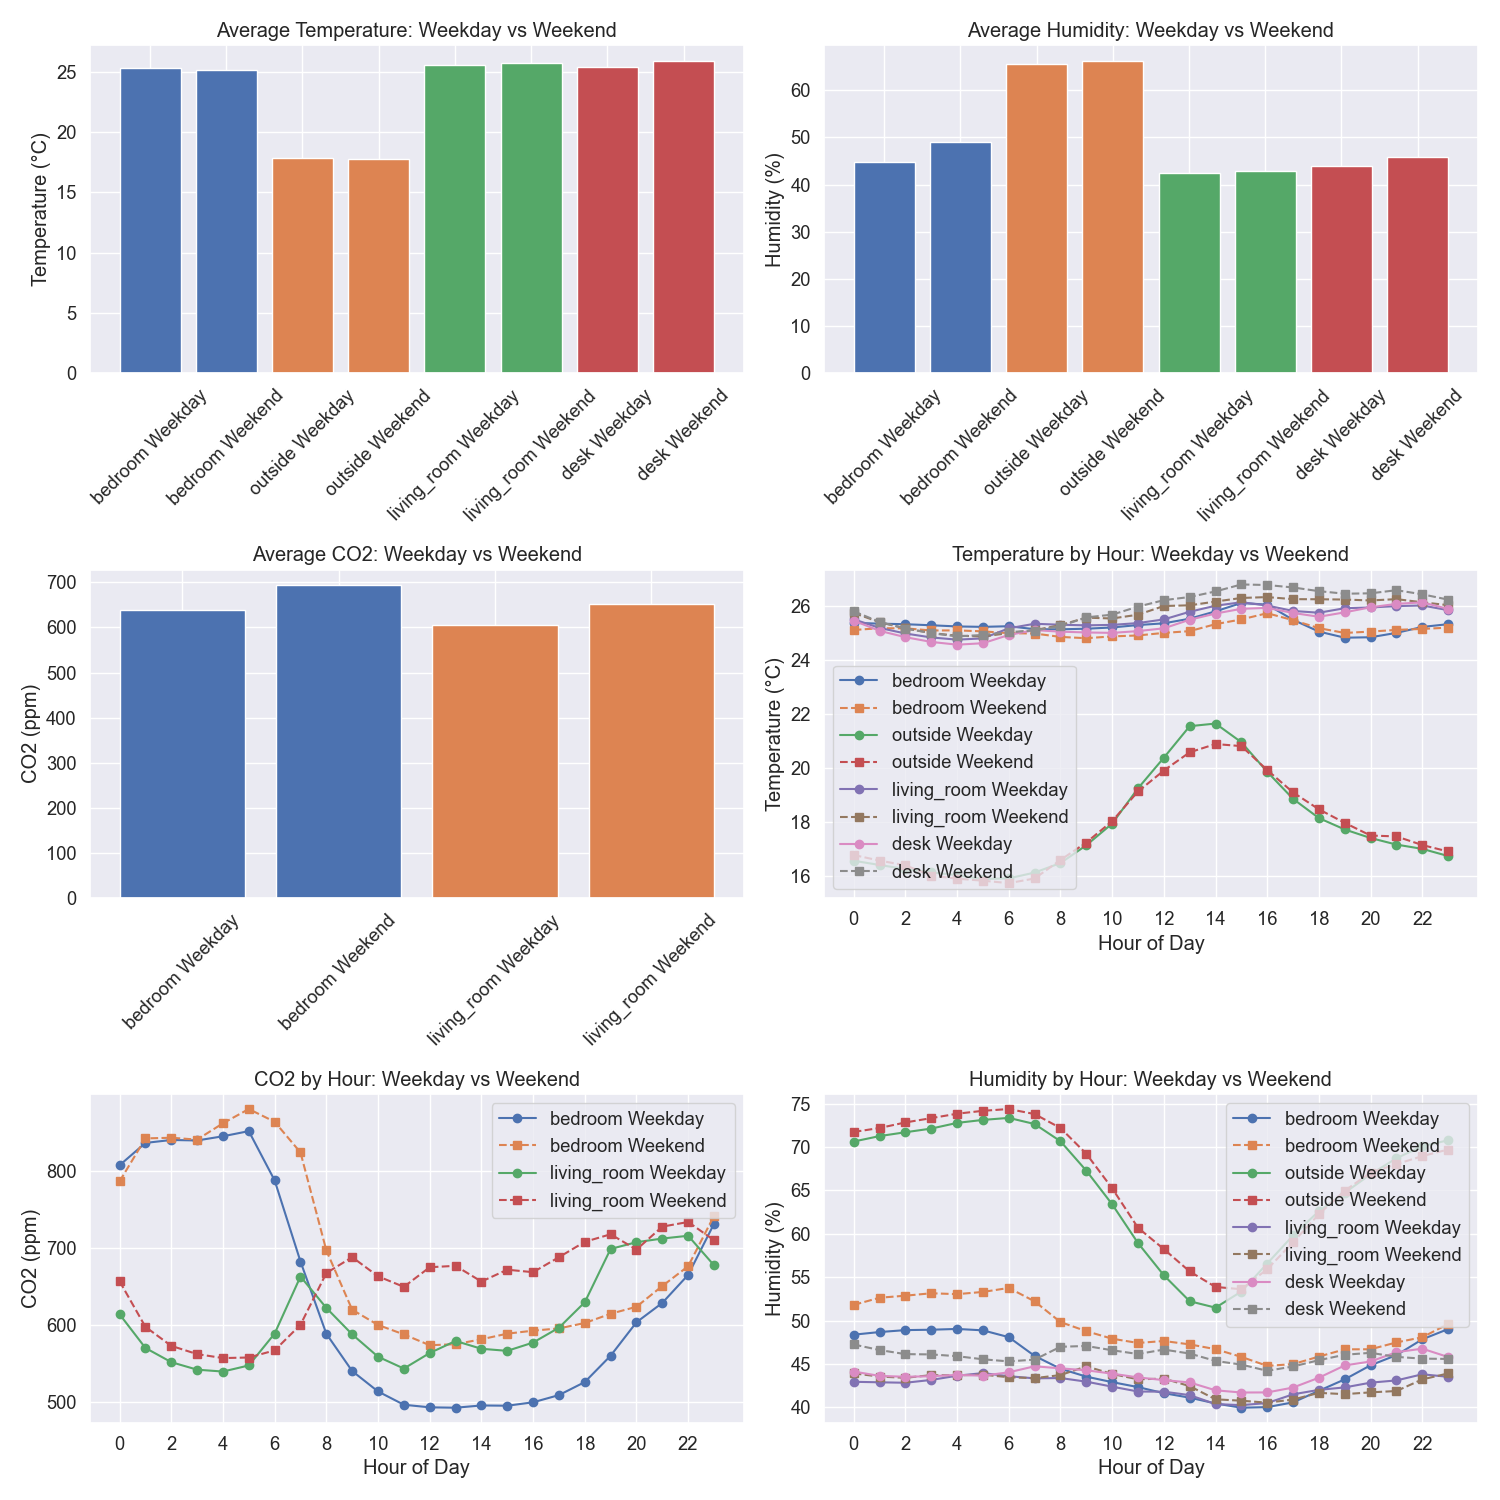 Average Temperature: Weekday vs Weekend
Temperature (°C)
25
20
15
10
5
0
bedroom Weekday
bedroom Weekend
outside Weekday
outside Weekend
living_room Weekday
living_room Weekend
desk Weekday
desk Weekend
Average Humidity: Weekday vs Weekend
Humidity (%)
60
50
40
30
20
10
0
bedroom Weekday
bedroom Weekend
outside Weekday
outside Weekend
living_room Weekday
living_room Weekend
desk Weekday
desk Weekend
Average CO2: Weekday vs Weekend
CO2 (ppm)
700
600
500
400
300
200
100
0
bedroom Weekday
bedroom Weekend
living_room Weekday
living_room Weekend
Temperature by Hour: Weekday vs Weekend
Temperature (°C)
26
24
22
20
18
16
bedroom Weekday
bedroom Weekend
outside Weekday
outside Weekend
living_room Weekday
living_room Weekend
desk Weekday
desk Weekend
0 2 4 6 8 10 12 14 16 18 20 22
Hour of Day
CO2 by Hour: Weekday vs Weekend
CO2 (ppm)
800
700
600
500
bedroom Weekday
bedroom Weekend
living_room Weekday
living_room Weekend
0 2 4 6 8 10 12 14 16 18 20 22
Hour of Day
Humidity by Hour: Weekday vs Weekend
Humidity (%)
75
70
65
60
55
50
45
40
bedroom Weekday
bedroom Weekend
outside Weekday
outside Weekend
living_room Weekday
living_room Weekend
desk Weekday
desk Weekend
0 2 4 6 8 10 12 14 16 18 20 22
Hour of Day